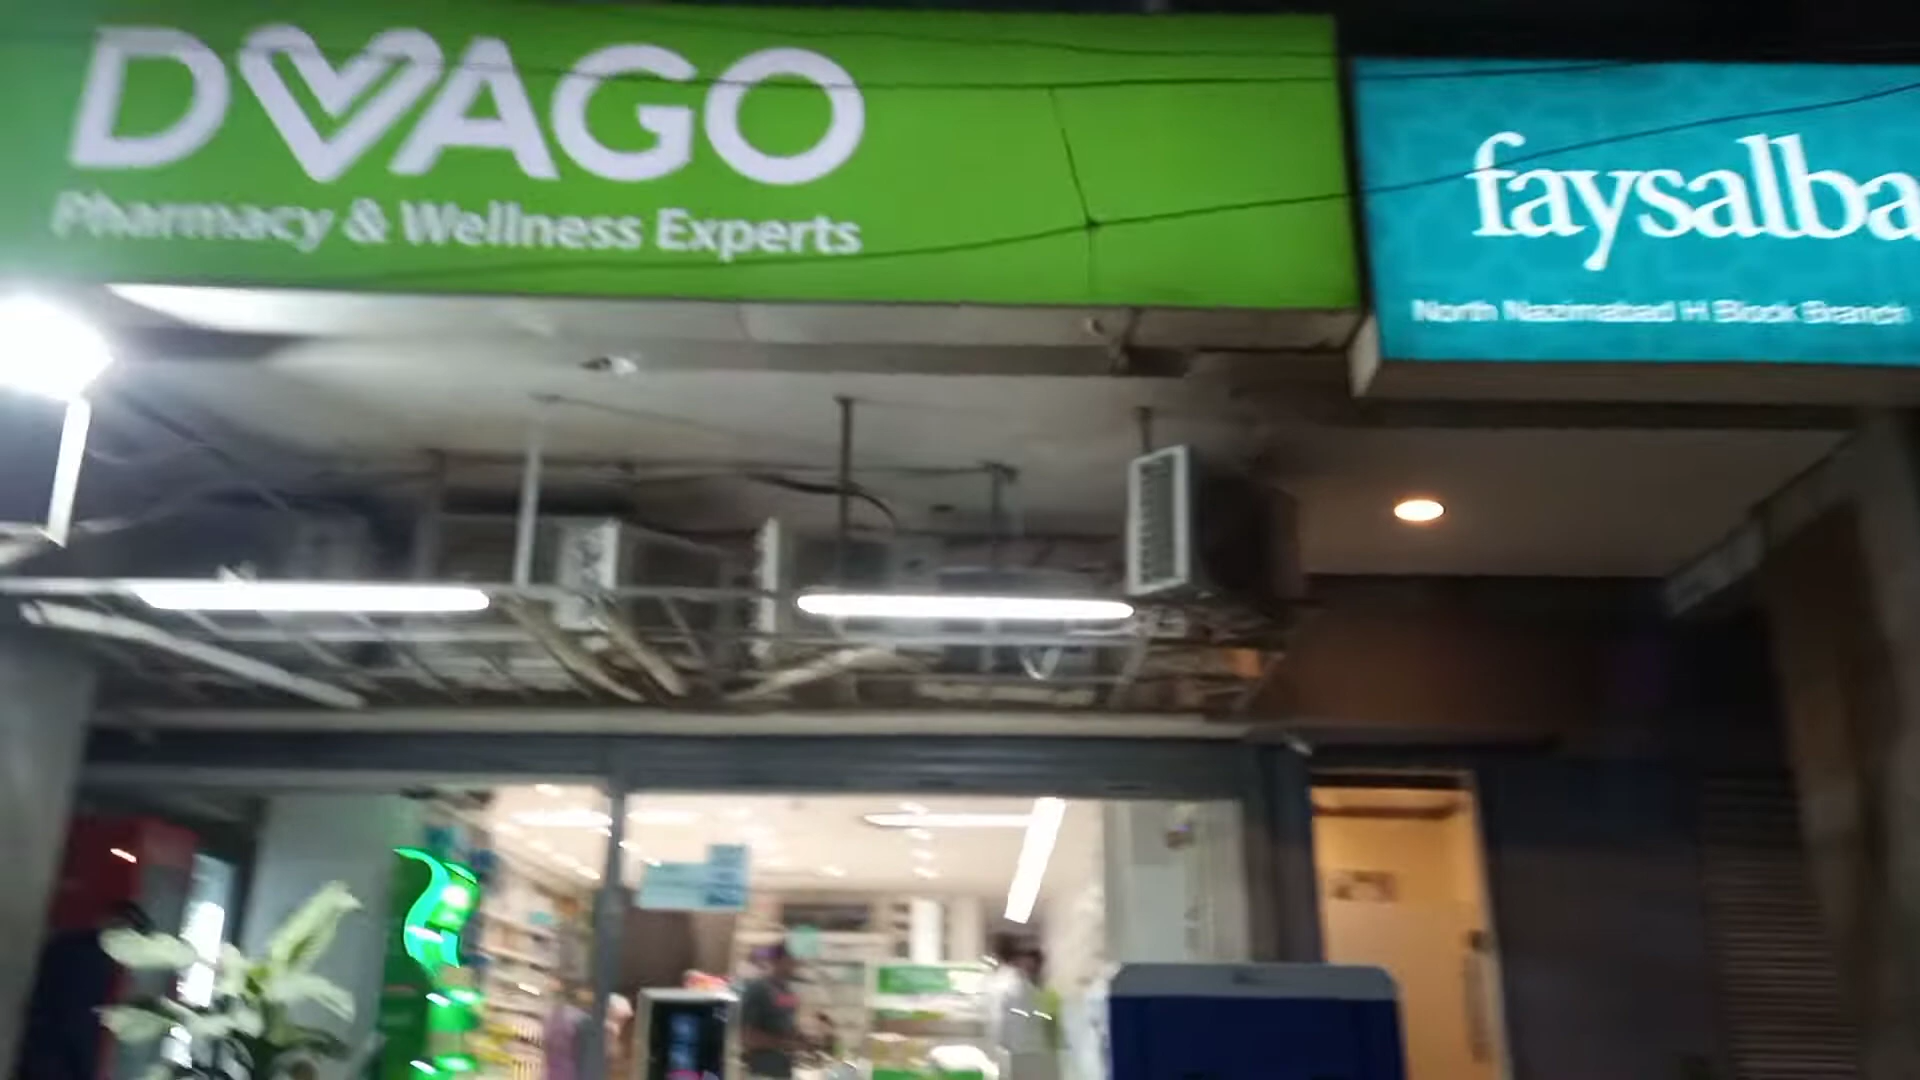 DVAGO
Pharmacy & Wellness Experts
faysalba
North Nazimabad H Block Branch